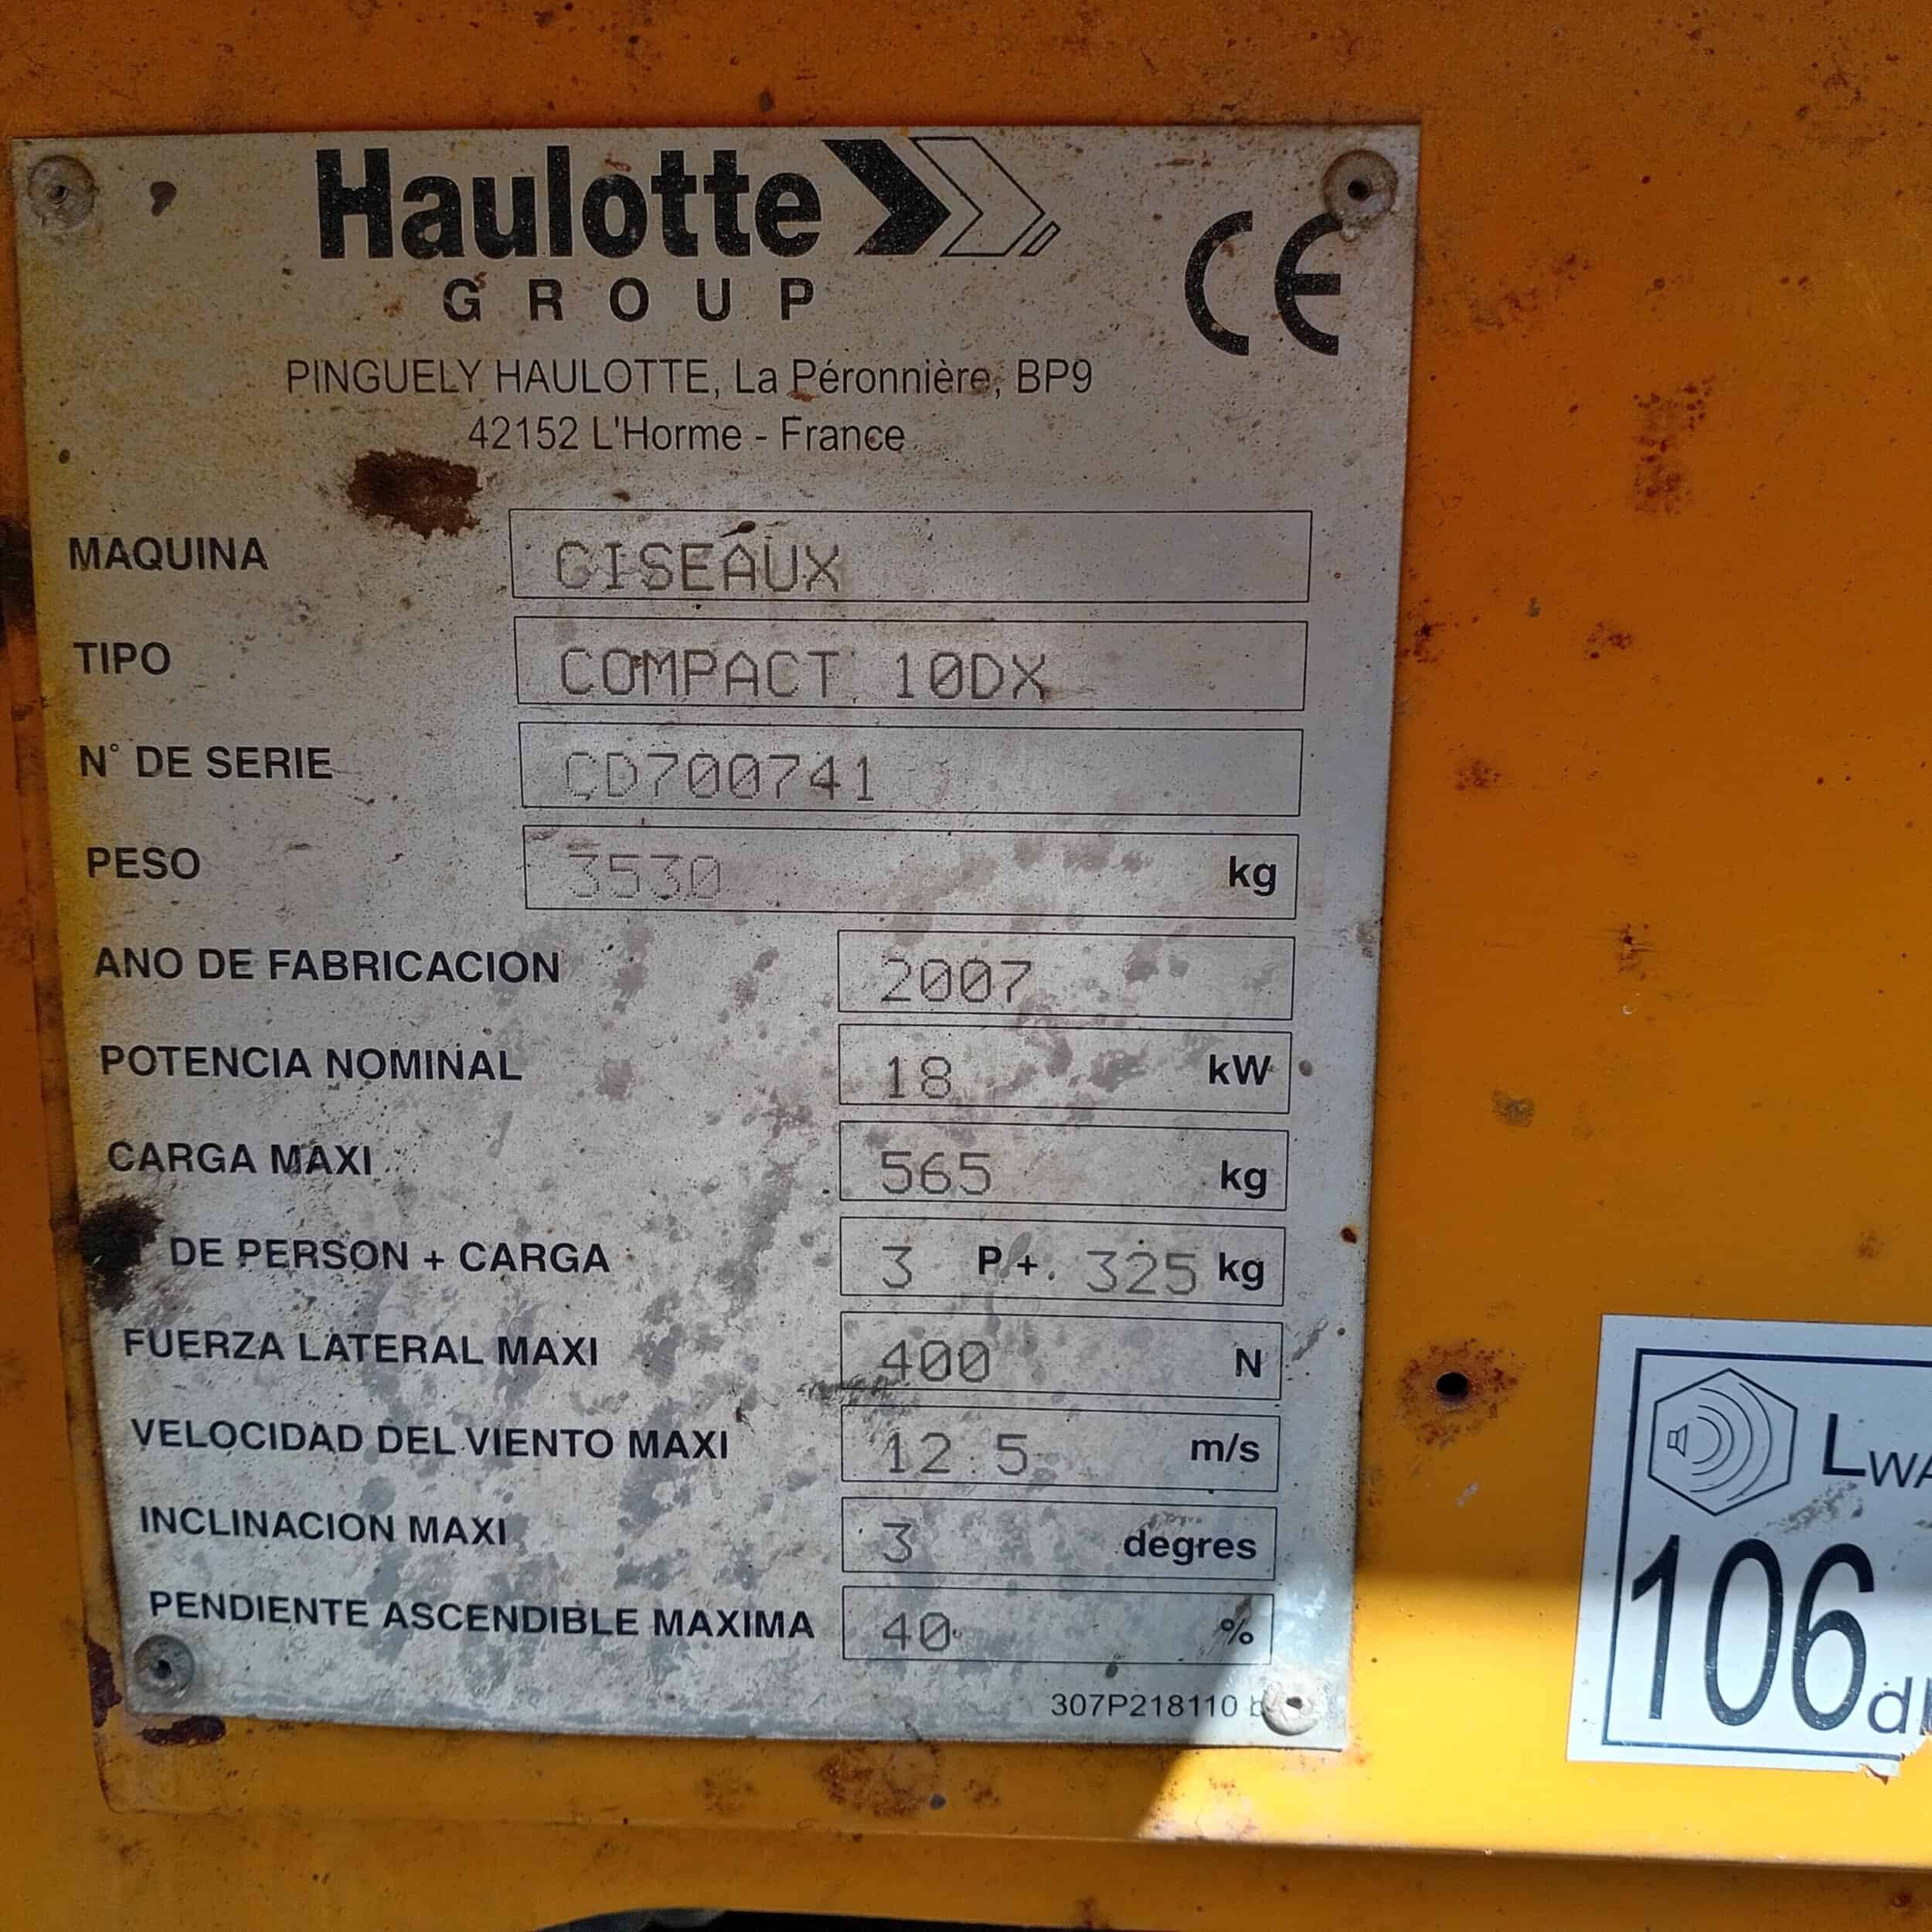 Haulotte
GROUP
CE
PINGUELY HAULOTTE, La Péronnière, BP9
42152 L'Horme - France
MAQUINA CISEAUX
TIPO COMPACT 10DX
N° DE SERIE CD700741
PESO 3530 kg
ANO DE FABRICACION 2007
POTENCIA NOMINAL 18 kW
CARGA MAXI 565 kg
DE PERSON + CARGA 3 P + 325 kg
FUERZA LATERAL MAXI 400 N
VELOCIDAD DEL VIENTO MAXI 12.5 m/s
INCLINACION MAXI 3 degres
PENDIENTE ASCENDIBLE MAXIMA 40 %
307P218110
LWA
106